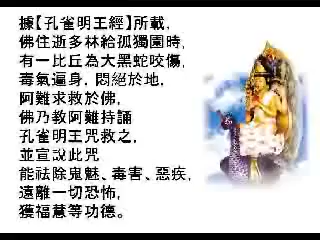 據【孔雀明王經】所載，
佛住逝多林給孤獨園時，
有一比丘為大黑蛇咬傷，
毒氣遍身，悶絕於地，
阿難求救於佛，
佛乃教阿難持誦
孔雀明王咒救之，
並宣說此咒
能祛除鬼魅、毒害、惡疾，
遠離一切恐怖，
獲福慧等功德。